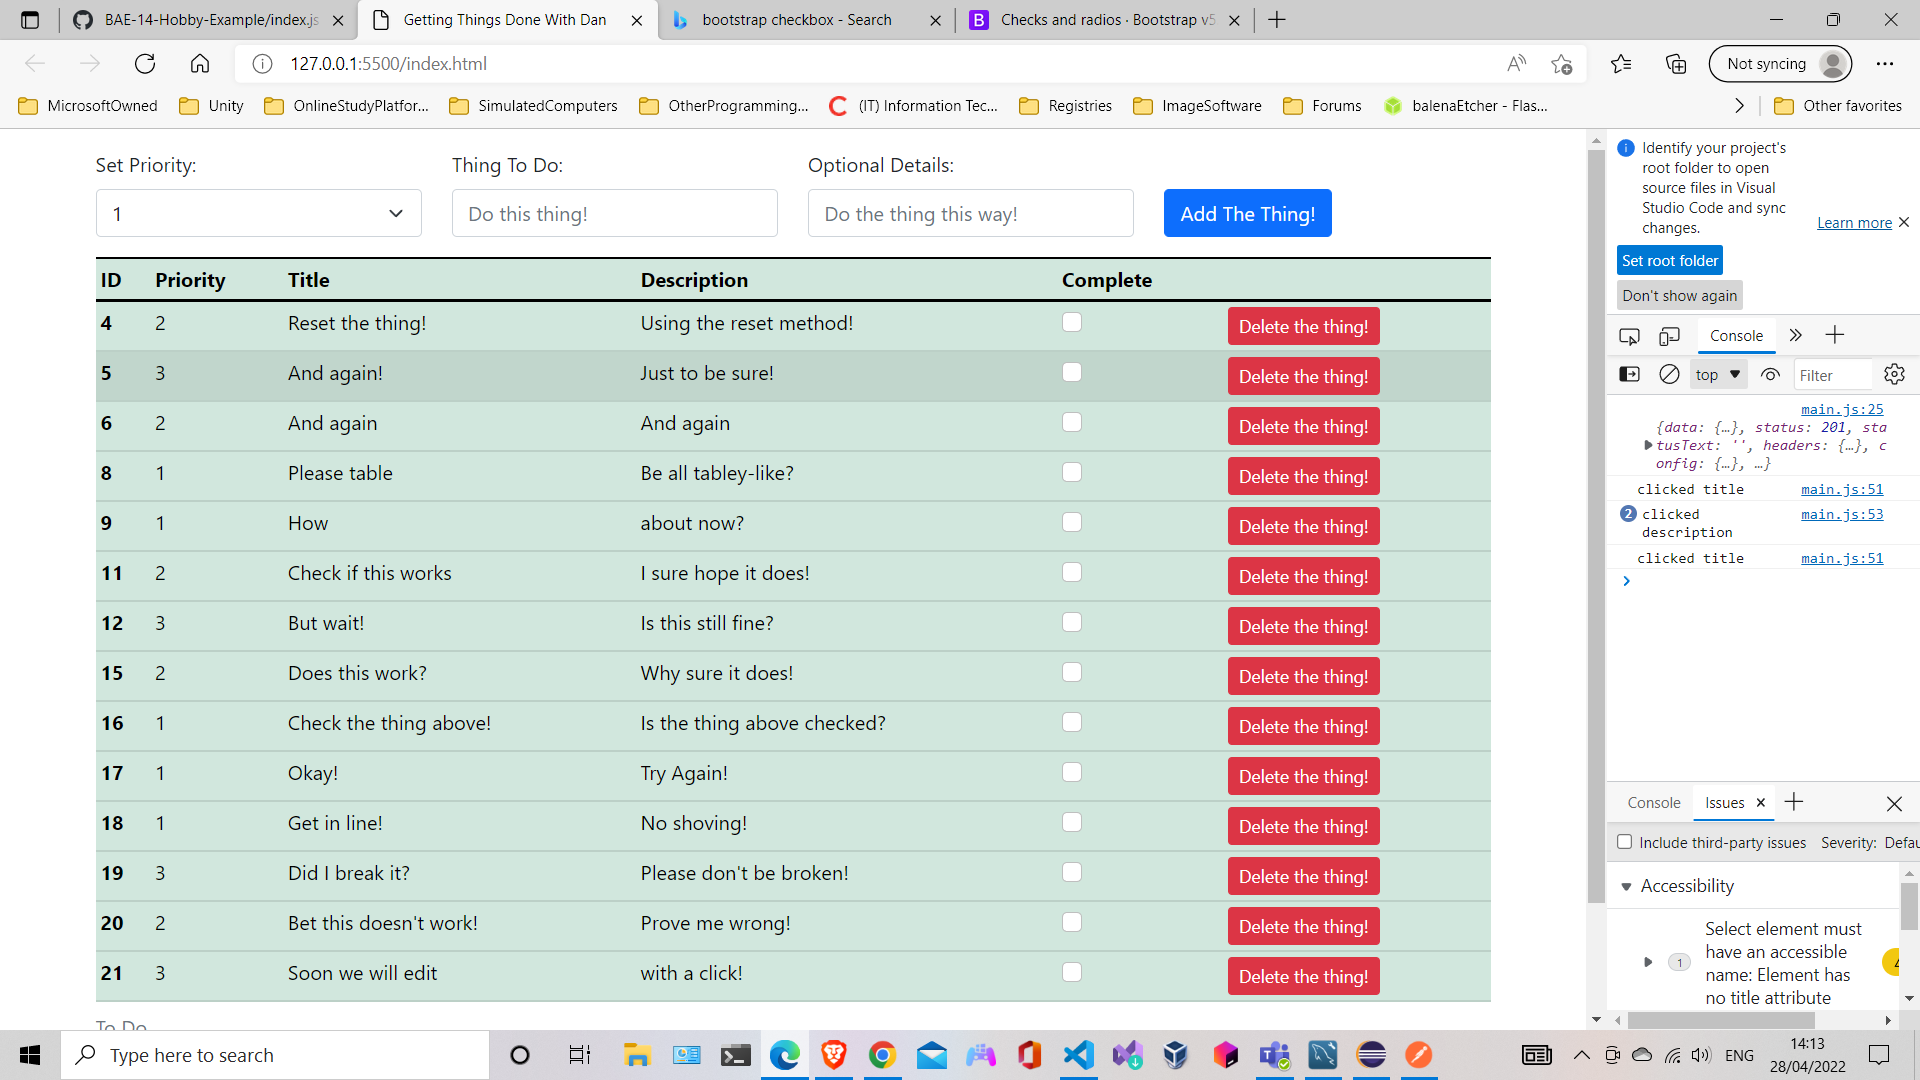 BAE-14-Hobby-Example/index.js
Getting Things Done With Dan
bootstrap checkbox - Search
Checks and radios · Bootstrap v5
127.0.0.1:5500/index.html
Not syncing
MicrosoftOwned
Unity
OnlineStudyPlatfor...
SimulatedComputers
OtherProgramming...
(IT) Information Tec...
Registries
ImageSoftware
Forums
balenaEtcher - Flas...
Other favorites
Set Priority:
Thing To Do:
Optional Details:
1
Do this thing!
Do the thing this way!
Add The Thing!
ID Priority Title Description Complete
4 2 Reset the thing! Using the reset method! Delete the thing!
5 3 And again! Just to be sure! Delete the thing!
6 2 And again And again Delete the thing!
8 1 Please table Be all tabley-like? Delete the thing!
9 1 How about now? Delete the thing!
11 2 Check if this works I sure hope it does! Delete the thing!
12 3 But wait! Is this still fine? Delete the thing!
15 2 Does this work? Why sure it does! Delete the thing!
16 1 Check the thing above! Is the thing above checked? Delete the thing!
17 1 Okay! Try Again! Delete the thing!
18 1 Get in line! No shoving! Delete the thing!
19 3 Did I break it? Please don't be broken! Delete the thing!
20 2 Bet this doesn't work! Prove me wrong! Delete the thing!
21 3 Soon we will edit with a click! Delete the thing!
To Do
Identify your project's
root folder to open
source files in Visual
Studio Code and sync
changes.
Learn more
Set root folder
Don't show again
Console
top
Filter
main.js:25
{data: {…}, status: 201, sta
tusText: '', headers: {…}, c
onfig: {…}, …}
clicked title main.js:51
2 clicked main.js:53
description
clicked title main.js:51
Console
Issues
Include third-party issues Severity: Defau
Accessibility
Select element must
have an accessible
1 name: Element has
no title attribute
Type here to search
ENG
14:13
28/04/2022